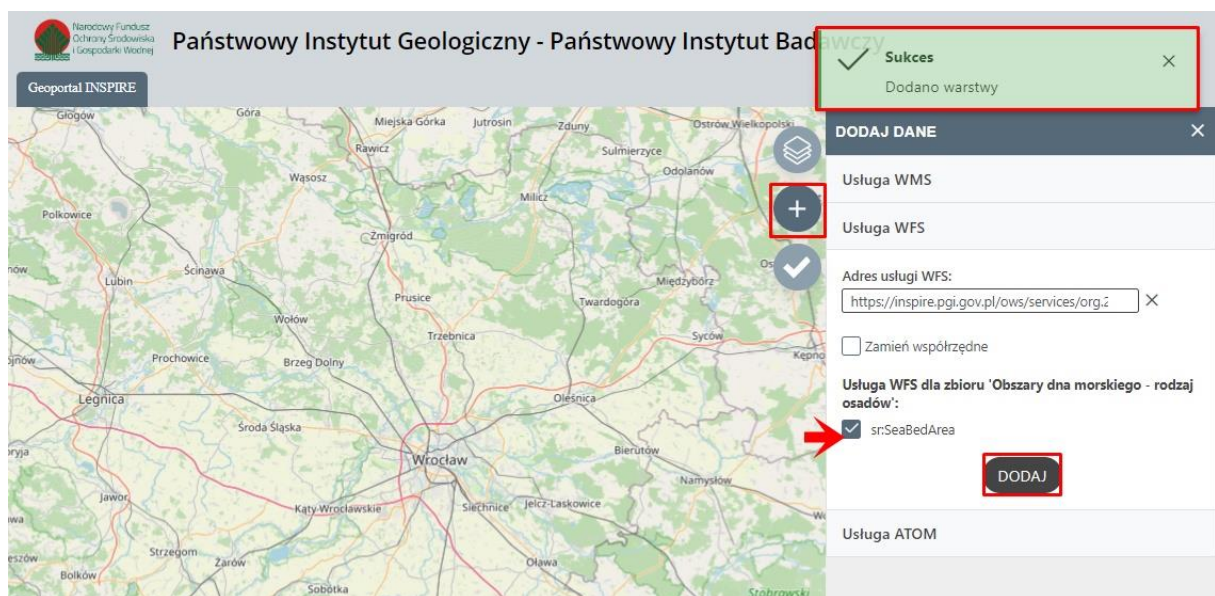 Narodowy Fundusz
Ochrony Środowiska
i Gospodarki Wodnej
Państwowy Instytut Geologiczny - Państwowy Instytut Badawczy
Sukces
Dodano warstwy
Geoportal INSPIRE
DODAJ DANE
Usługa WMS
Usługa WFS
Adres usługi WFS:
https://inspire.pgi.gov.pl/ows/services/org.2
Zamień współrzędne
Usługa WFS dla zbioru 'Obszary dna morskiego - rodzaj
osadów':
sr:SeaBedArea
DODAJ
Usługa ATOM
Głogów
Góra
Miejska Górka
Jutrosin
Zduny
Ostrów Wielkopolski
Rawicz
Sulmierzyce
Odolanów
Wąsosz
Milicz
Polkowice
Żmigród
Ścinawa
Lubin
Międzybórz
Prusice
Twardogóra
Wołów
Trzebnica
Syców
Prochowice
Brzeg Dolny
Kępno
Legnica
Oleśnica
Środa Śląska
Bierutów
Wrocław
Namysłów
Jawor
Kąty Wrocławskie
Siechnice
Jelcz-Laskowice
Strzegom
Żarów
Oława
Bolków
Sobótka
Stobrawski